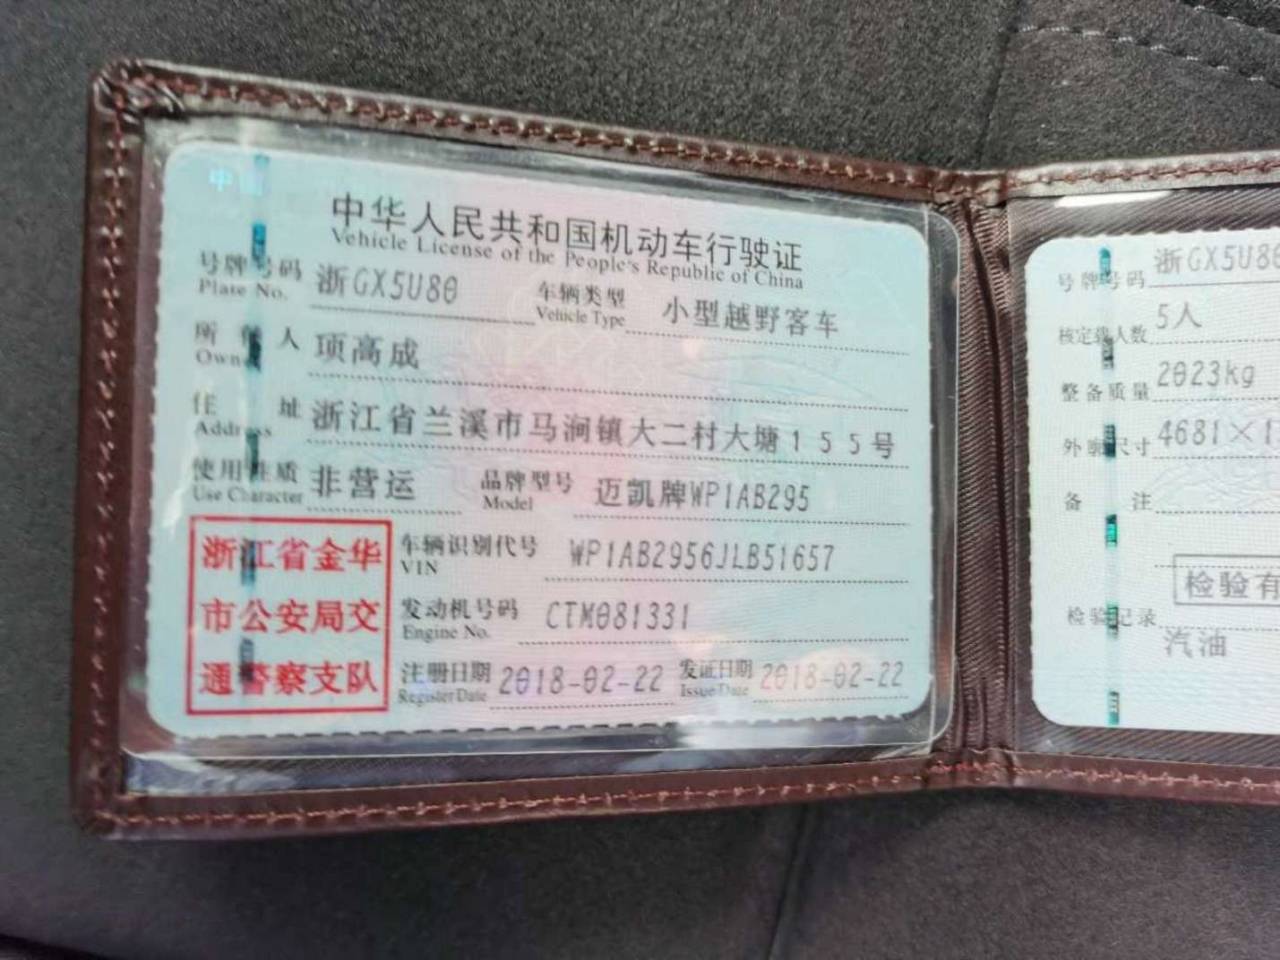 中华人民共和国机动车行驶证
Vehicle License of the People's Republic of China
号牌号码 浙GX5U80 车辆类型 小型越野客车
Plate No. Vehicle Type
所有人 项高成
Owner
住址 浙江省兰溪市马涧镇大二村大塘155号
Address
使用性质 非营运 品牌型号 迈凯牌WP1AB295
Use Character Model
浙江省金华
市公安局交
通警察支队
车辆识别代号 WP1AB2956JLB51657
VIN
发动机号码 CTM081331
Engine No.
注册日期 2018-02-22 发证日期 2018-02-22
Register Date Issue Date
号牌号码 浙GX5U80
核定载人数 5人
整备质量 2023kg
外廓尺寸 4681×1
备注
检验有
检验记录
汽油